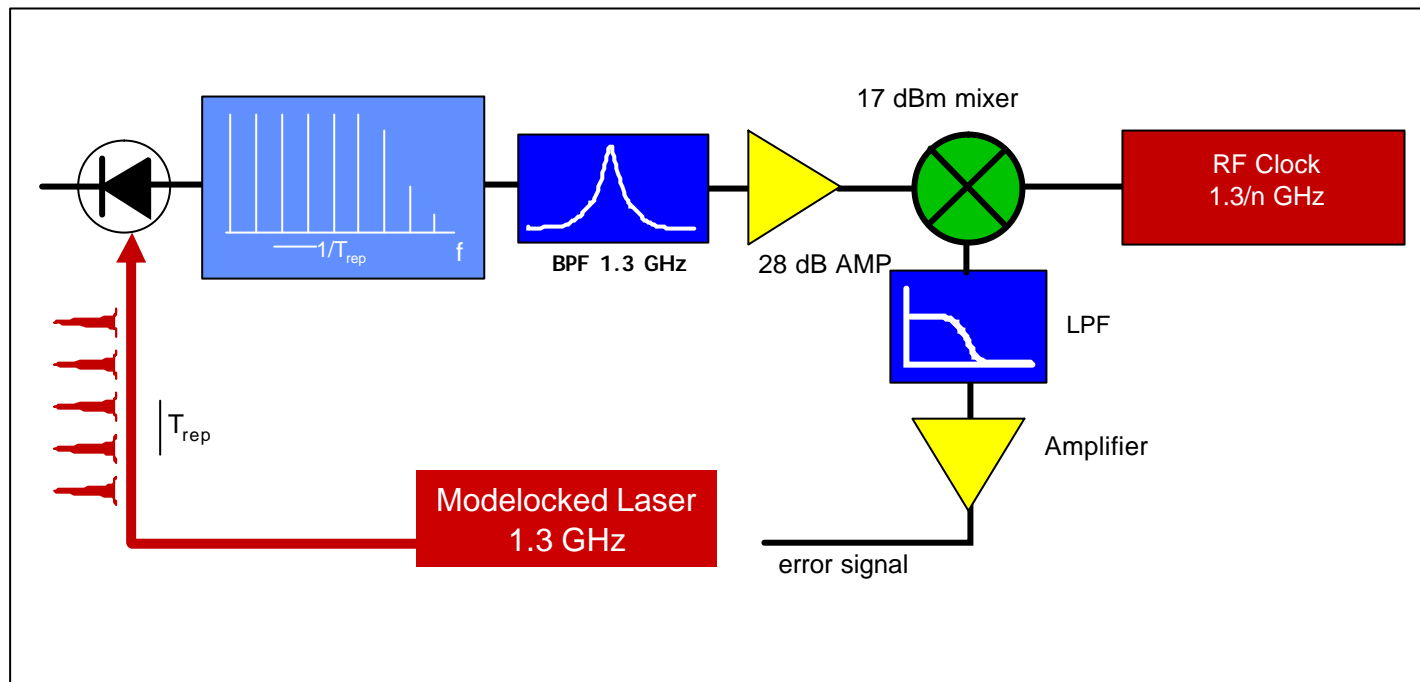 17 dBm mixer
RF Clock
1.3/n GHz
1/Trep
f
BPF 1.3 GHz
28 dB AMP
LPF
Trep
Amplifier
Modelocked Laser
1.3 GHz
error signal